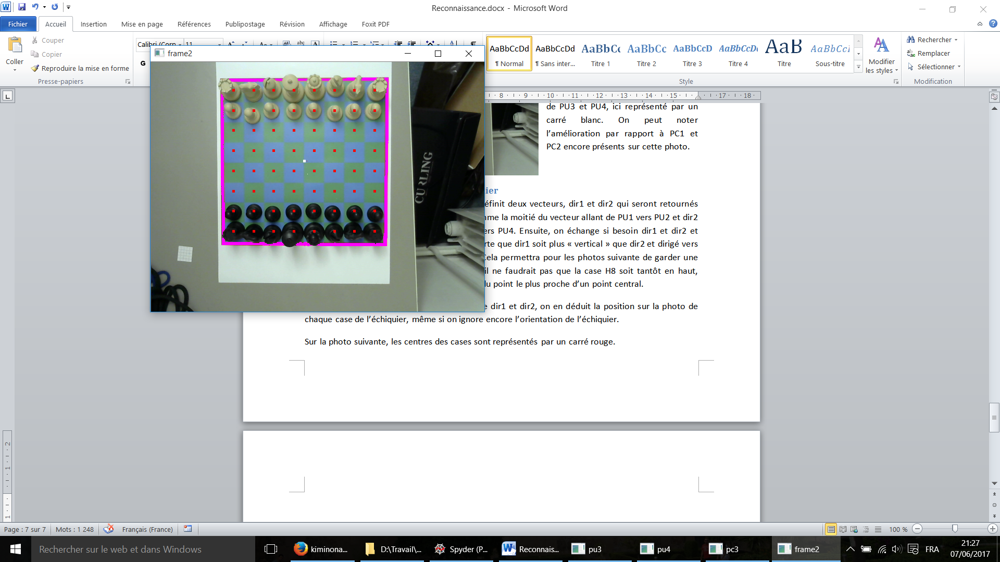 Reconnaissance.docx - Microsoft Word
Fichier Accueil Insertion Mise en page Références Publipostage Révision Affichage Foxit PDF
Coller
Couper
Copier
Reproduire la mise en forme
Presse-papiers
Calibri (Corp 11
G
AaBbCcDd AaBbCcDd AaBbCc AaBbCc AaBbCcD AaBbCcDd AaB AaBbCcI
¶ Normal ¶ Sans inter... Titre 1 Titre 2 Titre 3 Titre 4 Titre Sous-titre
Style
Modifier
les styles
Rechercher
Remplacer
Sélectionner
Modification
frame2
CURLING
8 9 10 11 12 13 14 15 17 18
de PU3 et PU4, ici représenté par un
carré blanc. On peut noter
l’amélioration par rapport à PC1 et
PC2 encore présents sur cette photo.
ier
éfinit deux vecteurs, dir1 et dir2 qui seront retournés
me la moitié du vecteur allant de PU1 vers PU2 et dir2
ers PU4. Ensuite, on échange si besoin dir1 et dir2 et
rte que dir1 soit plus « vertical » que dir2 et dirigé vers
Cela permettra pour les photos suivante de garder une
il ne faudrait pas que la case H8 soit tantôt en haut,
du point le plus proche d’un point central.
e dir1 et dir2, on en déduit la position sur la photo de
chaque case de l’échiquier, même si on ignore encore l’orientation de l’échiquier.
Sur la photo suivante, les centres des cases sont représentés par un carré rouge.
2
1
1
Page : 7 sur 7 Mots : 1 248 Français (France) 100 %
Rechercher sur le web et dans Windows
kiminona... D:\Travail\... Spyder (P... Reconnais... pu3 pu4 pc3 frame2
FRA
21:27
07/06/2017